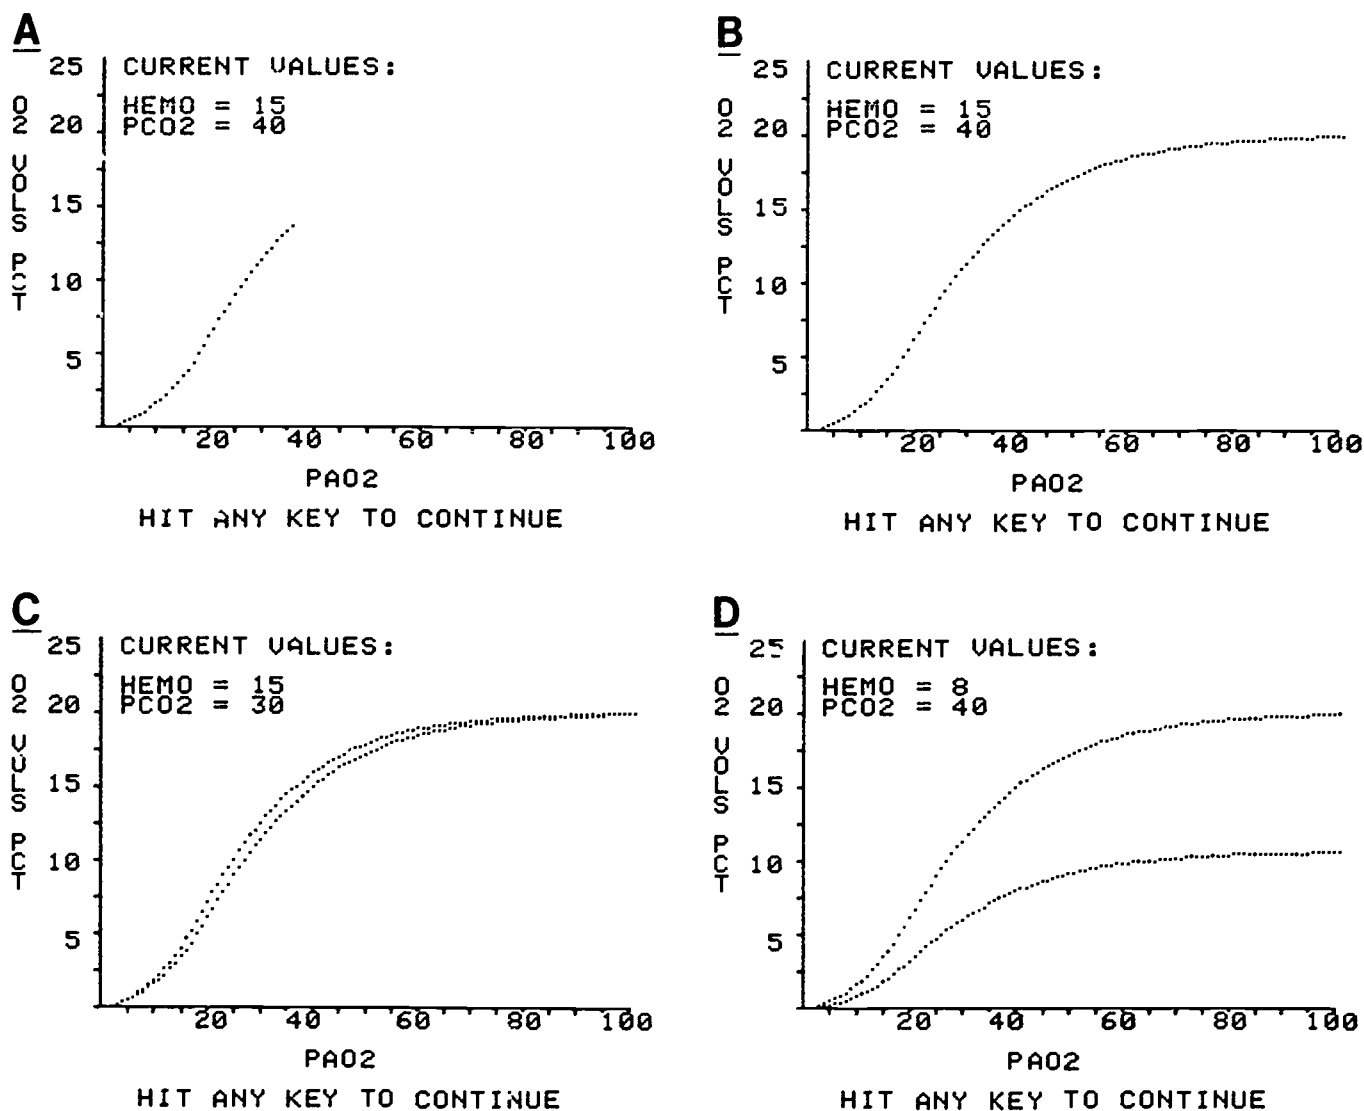 A
25 CURRENT VALUES:
HEMO = 15
20 PCO2 = 40
O2 VOLS PCT
15
10
5
20 40 60 80 100
PAO2
HIT ANY KEY TO CONTINUE
B
25 CURRENT VALUES:
HEMO = 15
20 PCO2 = 40
O2 VOLS PCT
15
10
5
20 40 60 80 100
PAO2
HIT ANY KEY TO CONTINUE
C
25 CURRENT VALUES:
HEMO = 15
20 PCO2 = 30
O2 VOLS PCT
15
10
5
20 40 60 80 100
PAO2
HIT ANY KEY TO CONTINUE
D
25 CURRENT VALUES:
HEMO = 8
20 PCO2 = 40
O2 VOLS PCT
15
10
5
20 40 60 80 100
PAO2
HIT ANY KEY TO CONTINUE